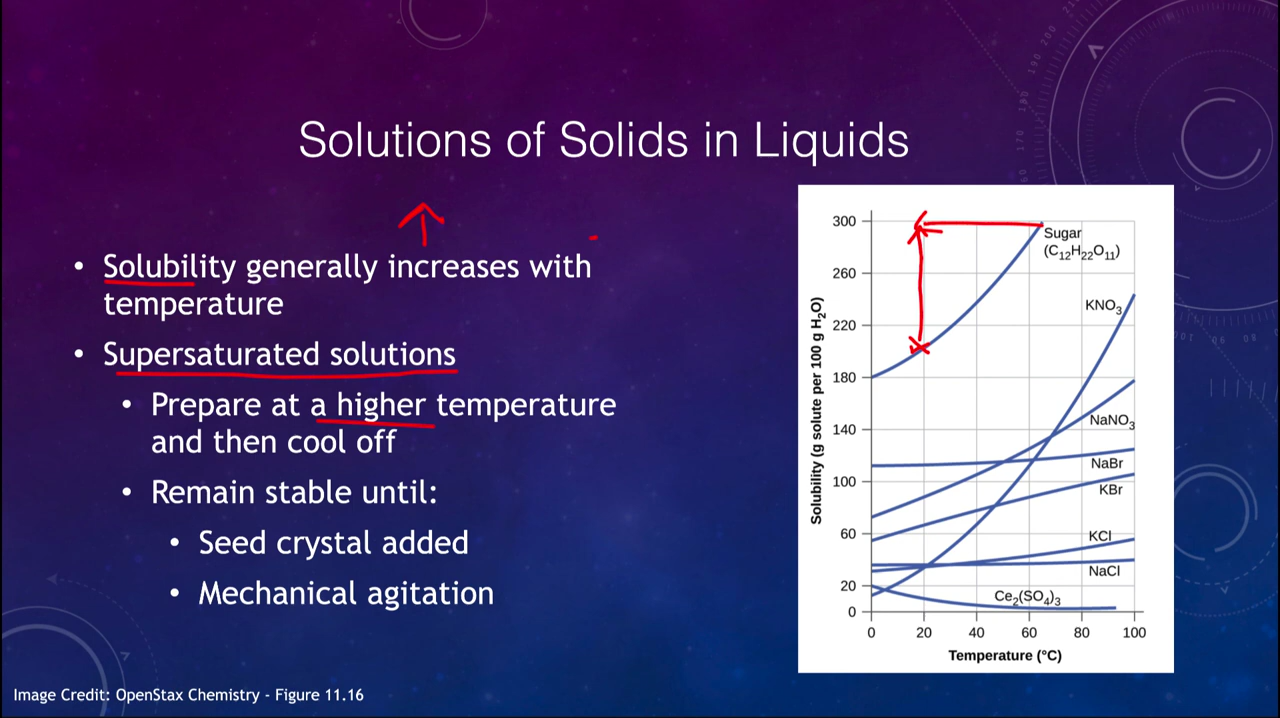 Solutions of Solids in Liquids
• Solubility generally increases with
temperature
• Supersaturated solutions
• Prepare at a higher temperature
and then cool off
• Remain stable until:
• Seed crystal added
• Mechanical agitation
Image Credit: OpenStax Chemistry - Figure 11.16
Solubility (g solute per 100 g H₂O)
300
260
220
180
140
100
60
20
0
Sugar
(C₁₂H₂₂O₁₁)
KNO₃
NaNO₃
NaBr
KBr
KCl
NaCl
Ce₂(SO₄)₃
0 20 40 60 80 100
Temperature (°C)